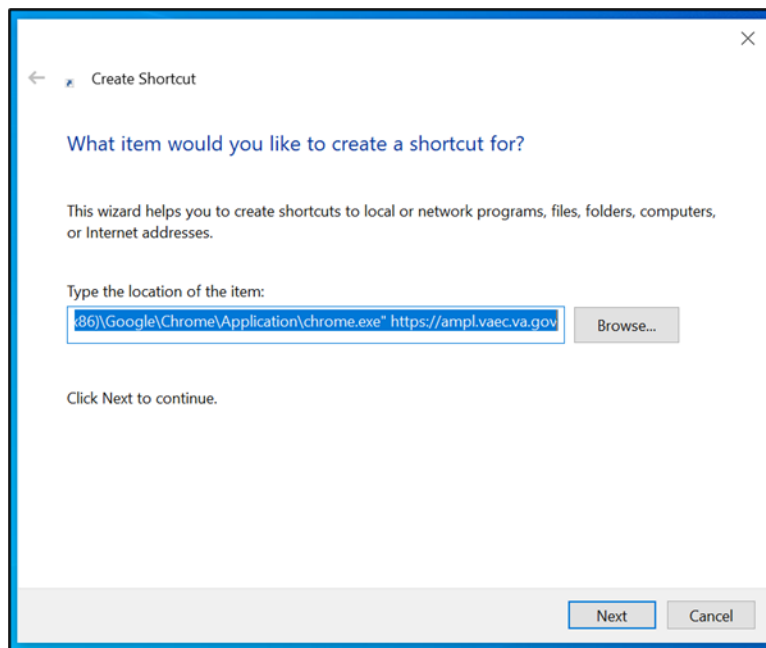 Create Shortcut
What item would you like to create a shortcut for?
This wizard helps you to create shortcuts to local or network programs, files, folders, computers,
or Internet addresses.
Type the location of the item:
x86)\Google\Chrome\Application\chrome.exe" https://ampl.vaec.va.gov
Browse...
Click Next to continue.
Next
Cancel